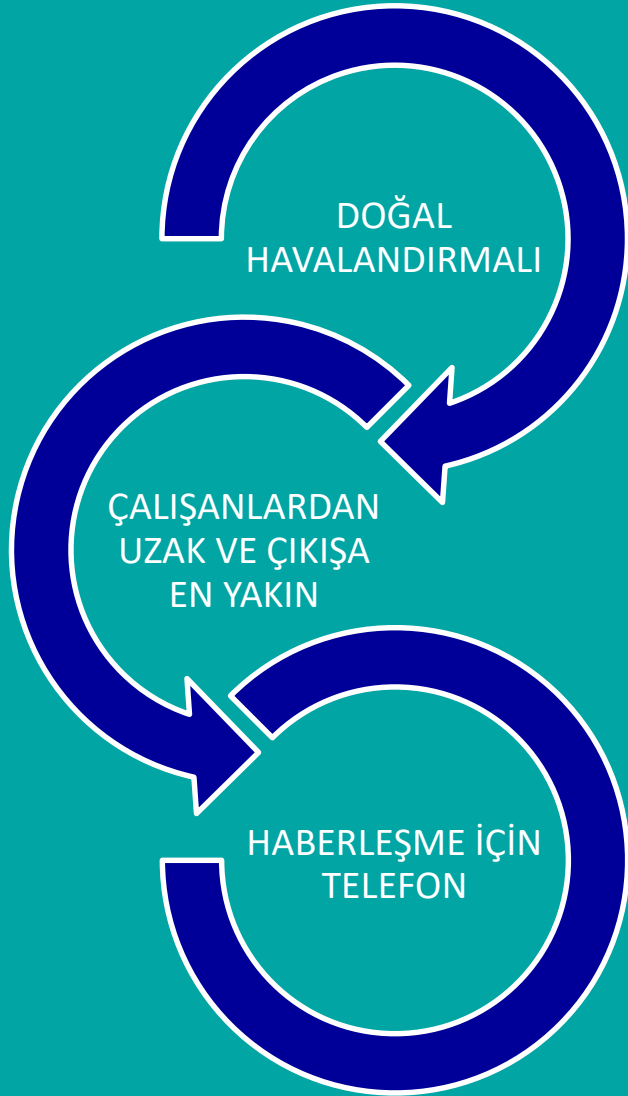 DOĞAL
HAVALANDIRMALI
ÇALIŞANLARDAN
UZAK VE ÇIKIŞA
EN YAKIN
HABERLEŞME İÇİN
TELEFON